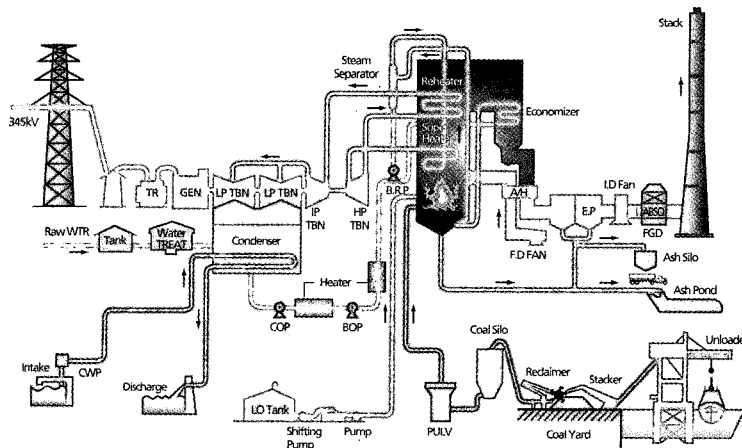 Stack
Steam
Separator
345kV
Reheater
Economizer
Super
Heater
TR
GEN
LP TBN
LP TBN
IP
TBN
HP
TBN
B.R.P
A/H
E.P
I.D Fan
ABSO
FGD
F.D FAN
Raw WTR
Tank
Water
TREAT
Condenser
Heater
COP
BOP
Ash Silo
Ash Pond
Intake
CWP
Discharge
LO Tank
Shifting
Pump
Pump
PULV
Coal Silo
Reclaimer
Stacker
Unloade
Coal Yard